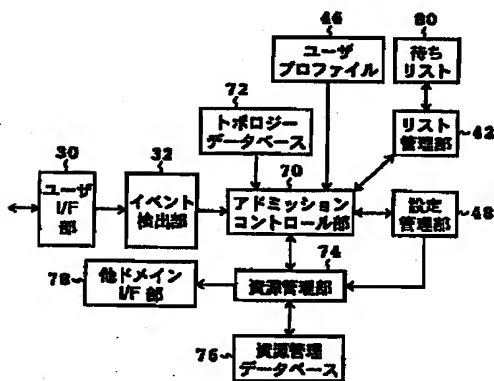 46
80
ユーザ
プロファイル
待ち
リスト
72
トポロジー
データベース
リスト
管理部
42
30
32
70
ユーザ
I/F
部
イベント
検出部
アドミッション
コントロール部
設定
管理部
48
74
78
他ドメイン
I/F部
資源管理部
76
資源管理
データベース